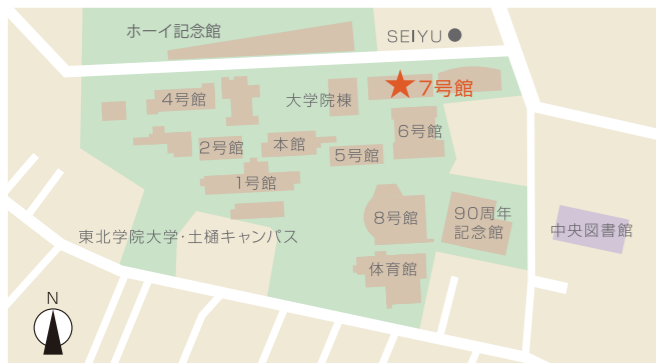 ホーイ記念館
SEIYU
7号館
4号館
大学院棟
6号館
2号館
本館
5号館
1号館
8号館
90周年
記念館
中央図書館
東北学院大学・土樋キャンパス
体育館
N